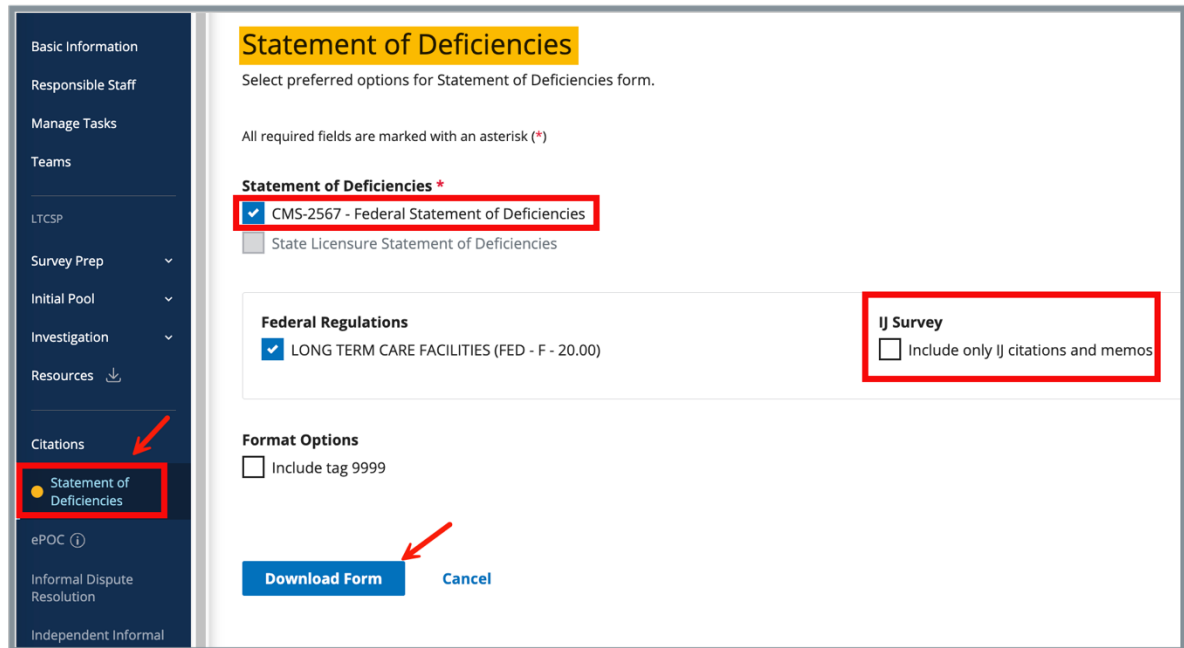 Basic Information
Responsible Staff
Manage Tasks
Teams
LTCSP
Survey Prep
Initial Pool
Investigation
Resources
Citations
Statement of
Deficiencies
ePOC
Informal Dispute
Resolution
Independent Informal
Statement of Deficiencies
Select preferred options for Statement of Deficiencies form.
All required fields are marked with an asterisk (*)
Statement of Deficiencies *
CMS-2567 - Federal Statement of Deficiencies
State Licensure Statement of Deficiencies
Federal Regulations
LONG TERM CARE FACILITIES (FED - F - 20.00)
IJ Survey
Include only IJ citations and memos
Format Options
Include tag 9999
Download Form
Cancel